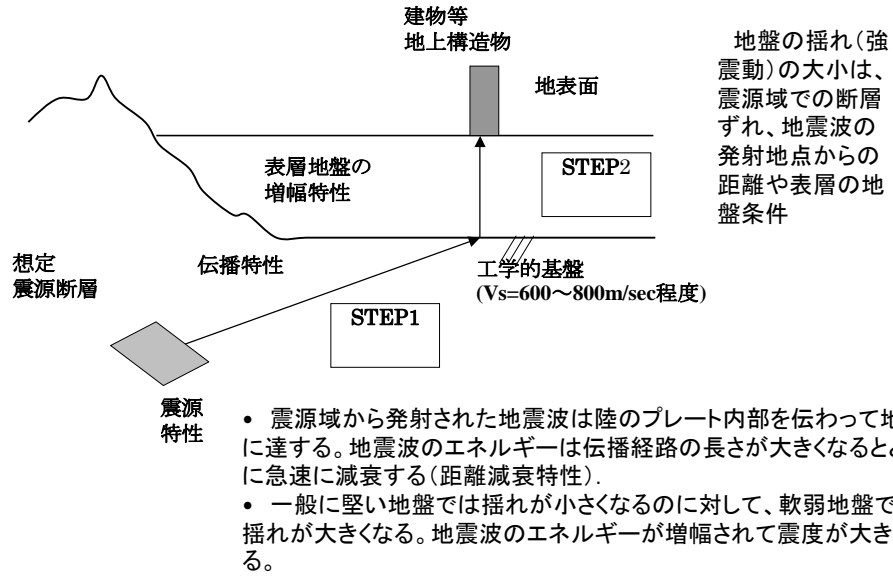 建物等
地上構造物
地表面
地盤の揺れ(強
震動)の大小は、
震源域での断層
ずれ、地震波の
発射地点からの
距離や表層の地
盤条件
表層地盤の
増幅特性
STEP2
想定
震源断層
伝播特性
工学的基盤
(Vs=600~800m/sec程度)
STEP1
震源
特性
• 震源域から発射された地震波は陸のプレート内部を伝わって地
に達する。地震波のエネルギーは伝播経路の長さが大きくなると
に急速に減衰する(距離減衰特性).
• 一般に堅い地盤では揺れが小さくなるのに対して、軟弱地盤で
揺れが大きくなる。地震波のエネルギーが増幅されて震度が大き
る。